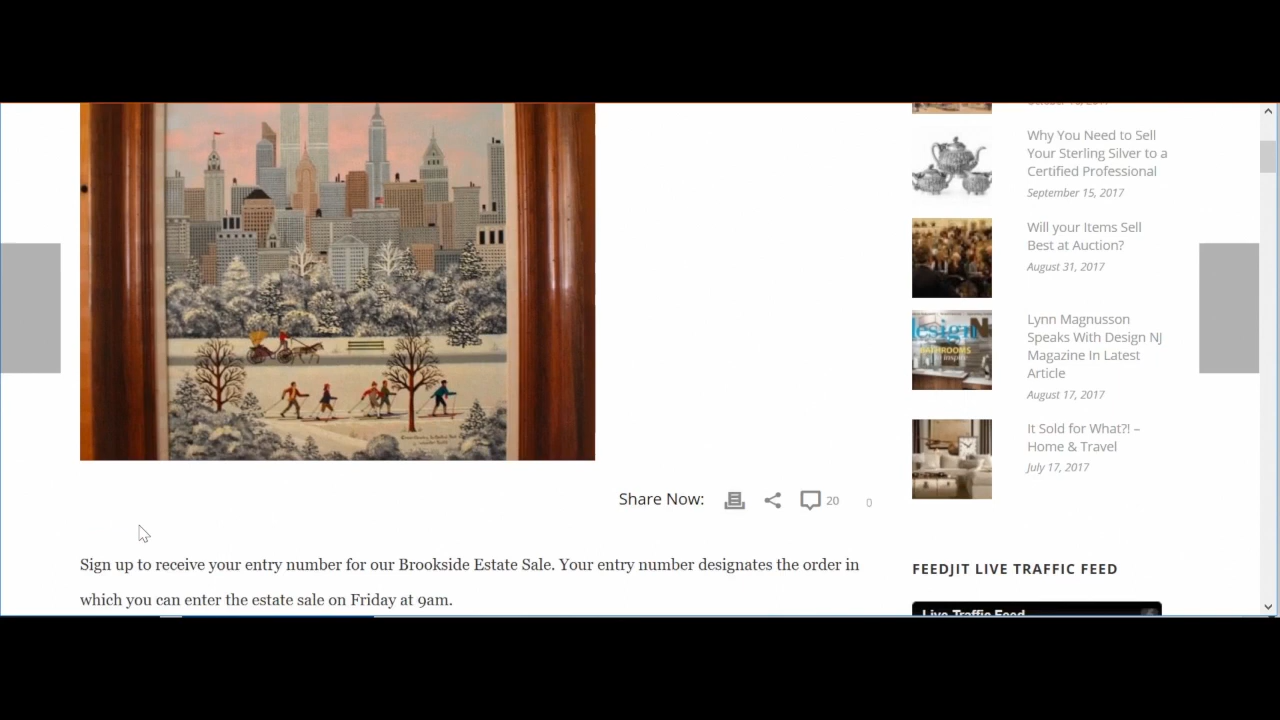 Why You Need to Sell
Your Sterling Silver to a
Certified Professional
September 15, 2017
Will your Items Sell
Best at Auction?
August 31, 2017
Lynn Magnusson
Speaks With Design NJ
Magazine In Latest
Article
August 17, 2017
It Sold for What?! –
Home & Travel
July 17, 2017
Share Now:
20
0
Sign up to receive your entry number for our Brookside Estate Sale. Your entry number designates the order in
which you can enter the estate sale on Friday at 9am.
FEEDJIT LIVE TRAFFIC FEED
Live Traffic Feed